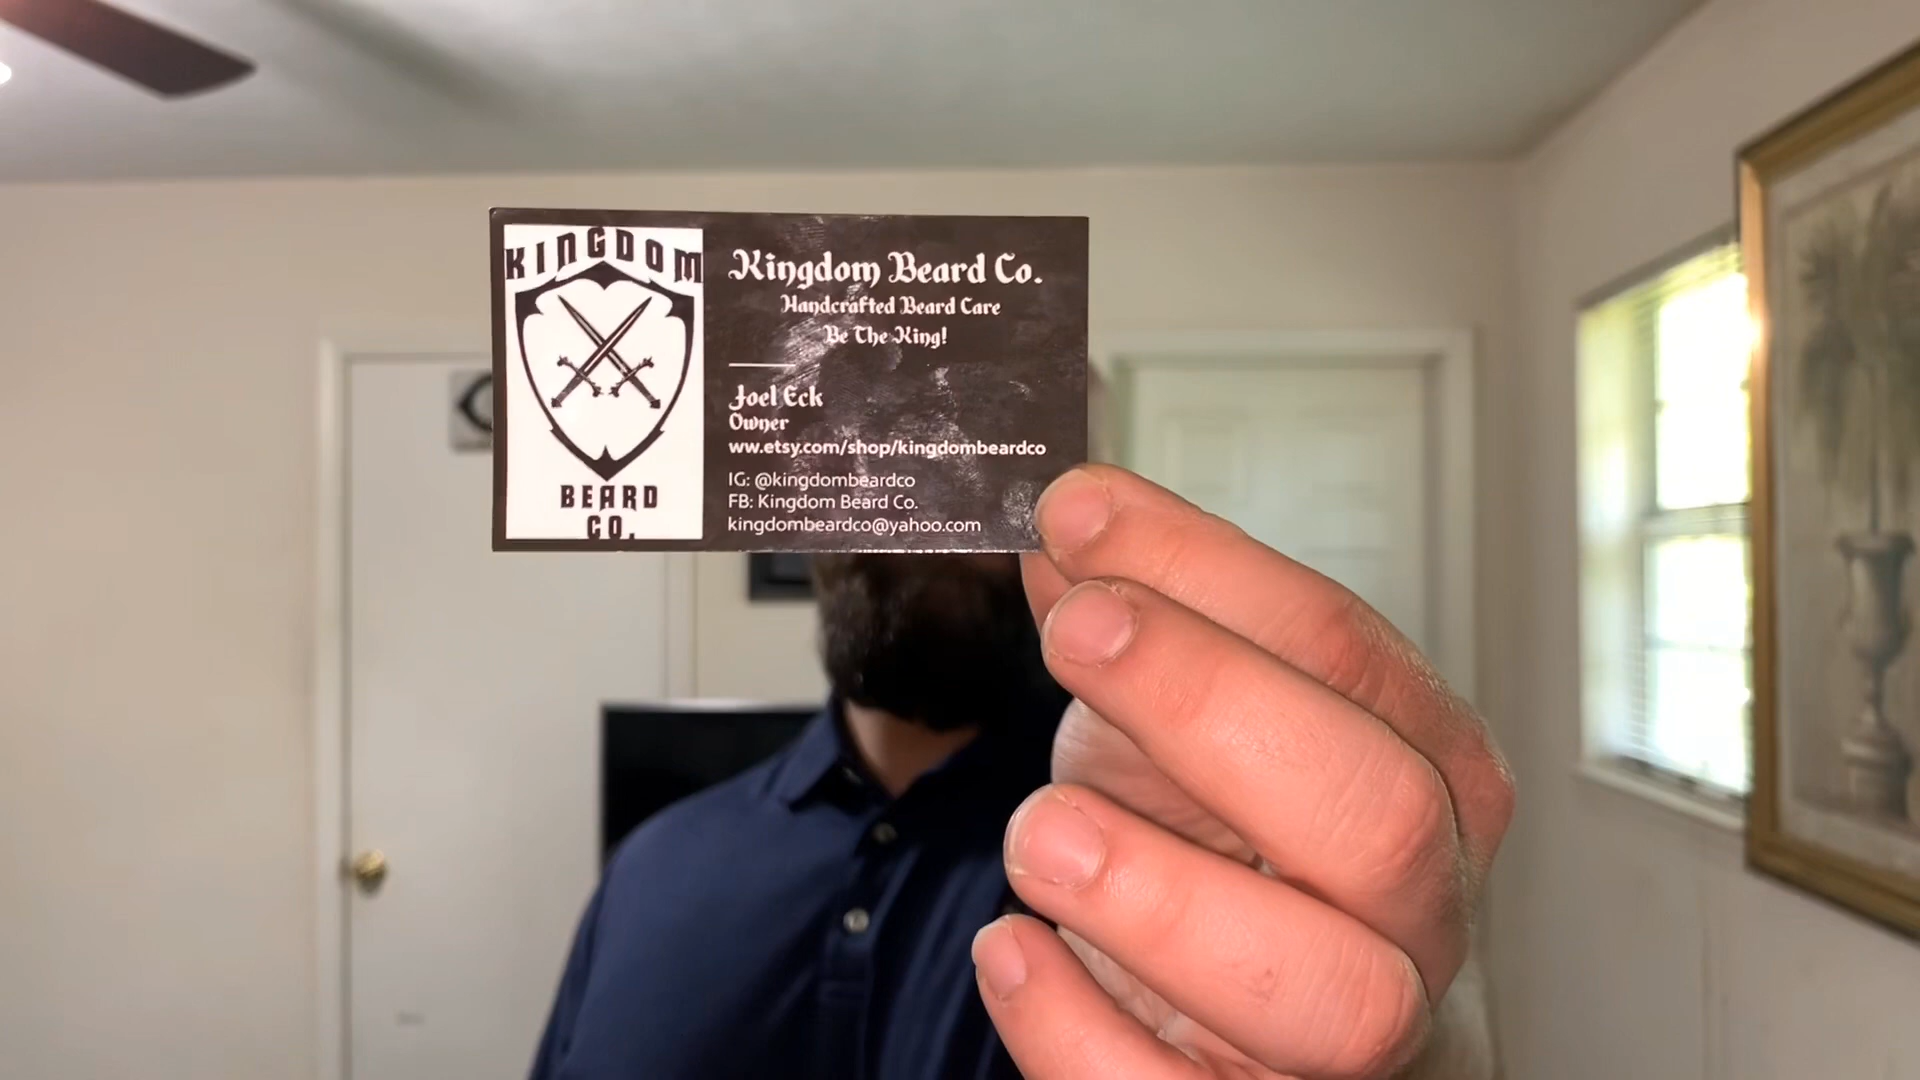 KINGDOM
BEARD
CO.
Kingdom Beard Co.
Handcrafted Beard Care
Be The King!
Joel Eck
Owner
ww.etsy.com/shop/kingdombeardco
IG: @kingdombeardco
FB: Kingdom Beard Co.
kingdombeardco@yahoo.com